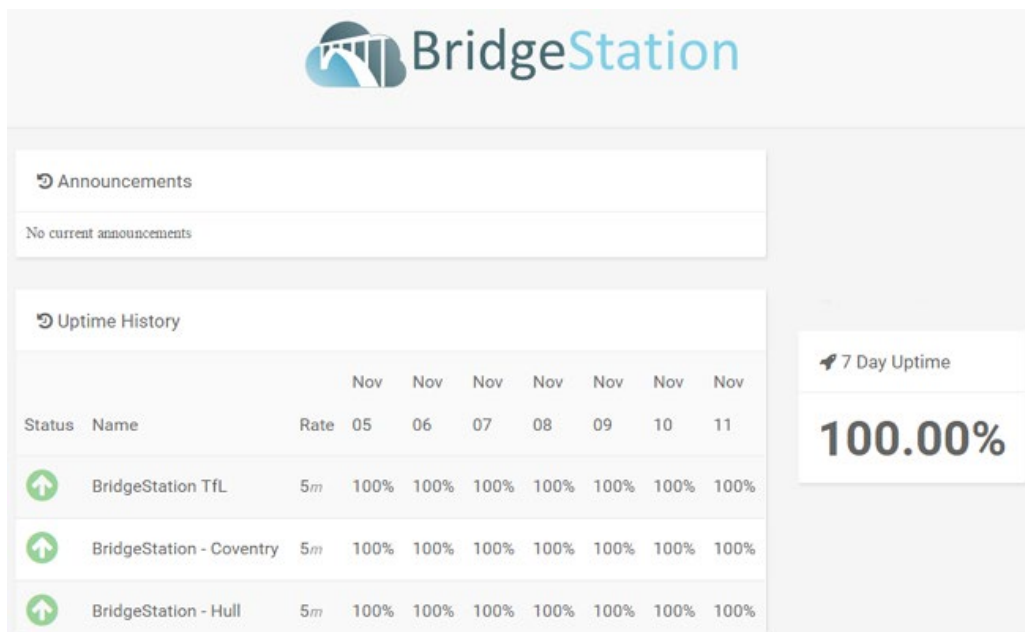 BridgeStation
Announcements
No current announcements
Uptime History
Nov Nov Nov Nov Nov Nov Nov
Status Name Rate 05 06 07 08 09 10 11
BridgeStation TfL 5m 100% 100% 100% 100% 100% 100% 100%
BridgeStation - Coventry 5m 100% 100% 100% 100% 100% 100% 100%
BridgeStation - Hull 5m 100% 100% 100% 100% 100% 100% 100%
7 Day Uptime
100.00%